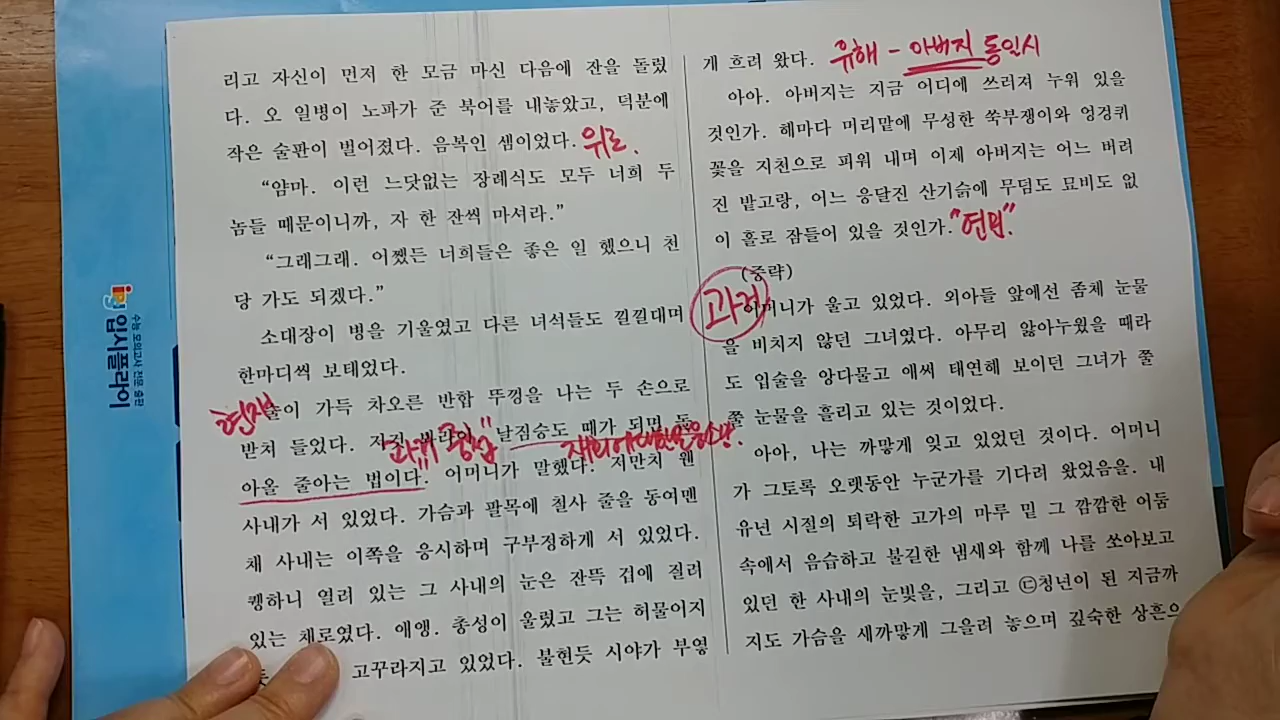 리고 자신이 먼저 한 모금 마신 다음에 잔을 돌렸
다. 오 일병이 노파가 준 북어를 내놓았고, 덕분에
작은 술판이 벌어졌다. 음복인 셈이었다. 위로.
“얌마. 이런 느닷없는 장례식도 모두 너희 두
놈들 때문이니까, 자 한 잔씩 마셔라.”
“그래그래. 어쨌든 너희들은 좋은 일 했으니 천
당 가도 되겠다.”
소대장이 병을 기울였고 다른 녀석들도 낄낄대며
한마디씩 보태었다.
현재
술이 가득 차오른 반합 뚜껑을 나는 두 손으로
받쳐 들었다. 날짐승도 때가 되면 돌
아올 줄아는 법이다. 어머니가 말했다. 저만치 웬
사내가 서 있었다. 가슴과 팔목에 철사 줄을 동여맨
채 사내는 이쪽을 응시하며 구부정하게 서 있었다.
퀭하니 열려 있는 그 사내의 눈은 잔뜩 겁에 질려
있는 채로였다. 애앵. 총성이 울렸고 그는 허물이지
듯 고꾸라지고 있었다. 불현듯 시야가 부옇
게 흐려 왔다. 유해 - 아버지 동일시
아아. 아버지는 지금 어디에 쓰러져 누워 있을
것인가. 해마다 머리맡에 무성한 쑥부쟁이와 엉겅퀴
꽃을 지천으로 피워 내며 이제 아버지는 어느 버려
진 밭고랑, 어느 응달진 산기슭에 무덤도 묘비도 없
이 홀로 잠들어 있을 것인가. "연민".
(중략)
과거
어머니가 울고 있었다. 외아들 앞에선 좀체 눈물
을 비치지 않던 그녀였다. 아무리 앓아누웠을 때라
도 입술을 앙다물고 애써 태연해 보이던 그녀가 쭐
쭐 눈물을 흘리고 있는 것이었다.
아아, 나는 까맣게 잊고 있었던 것이다. 어머니
가 그토록 오랫동안 누군가를 기다려 왔었음을. 내
유년 시절의 퇴락한 고가의 마루 밑 그 깜깜한 어둠
속에서 음습하고 불길한 냄새와 함께 나를 쏘아보고
있던 한 사내의 눈빛을, 그리고 ㉢청년이 된 지금까
지도 가슴을 새까맣게 그을려 놓으며 깊숙한 상흔으
수능 모의고사 전문 출판
입시플라이